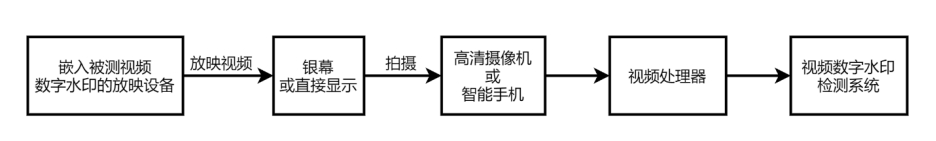 嵌入被测视频
数字水印的放映设备
放映视频
银幕
或直接显示
拍摄
高清摄像机
或
智能手机
视频处理器
视频数字水印
检测系统